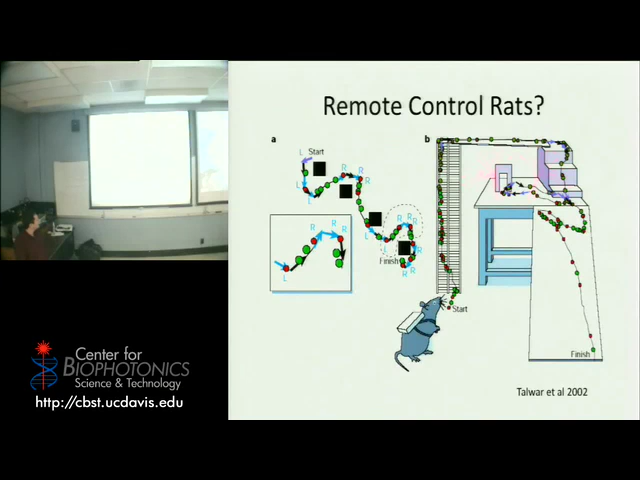 Remote Control Rats?
a
b
L Start
R R
R
R
L
L
R
R
R
R
L
R R
R
L
L
R
Finish
R
Start
Finish
Talwar et al 2002
Center for
BIOPHOTONICS
Science & Technology
http://cbst.ucdavis.edu